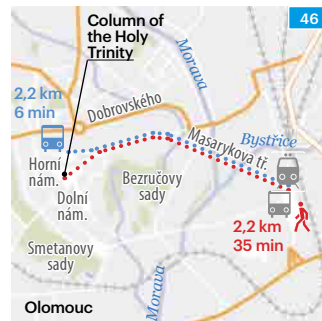 46
Column of
the Holy
Trinity
Morava
2,2 km
6 min
Dobrovského
Masarykova tř.
Bystřice
Horní
nám.
Dolní
nám.
Bezručovy
sady
2,2 km
35 min
Smetanovy
sady
Morava
Olomouc